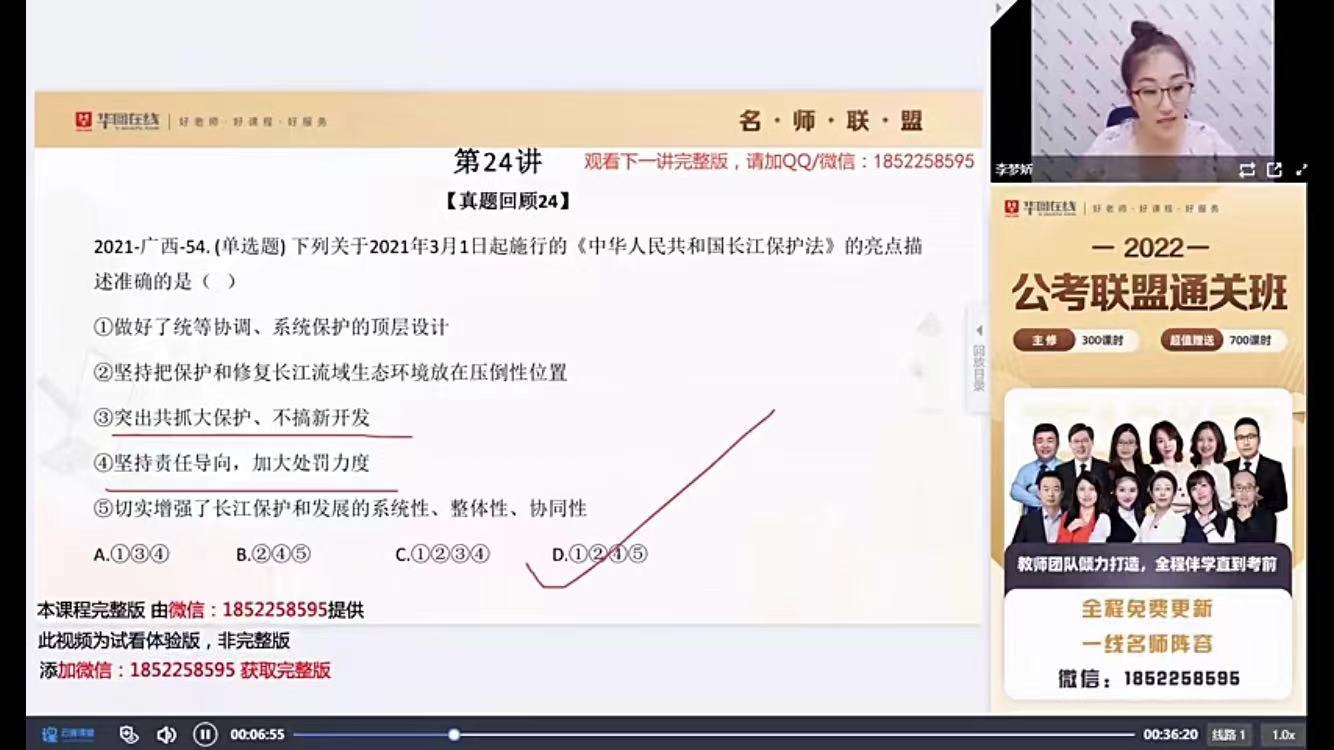 华图在线 | 好老师·好课程·好服务
名·师·联·盟
第24讲
观看下一讲完整版，请加QQ/微信：1852258595
【真题回顾24】
2021-广西-54. (单选题) 下列关于2021年3月1日起施行的《中华人民共和国长江保护法》的亮点描
述准确的是（ ）
①做好了统等协调、系统保护的顶层设计
②坚持把保护和修复长江流域生态环境放在压倒性位置
③突出共抓大保护、不搞新开发
④坚持责任导向，加大处罚力度
⑤切实增强了长江保护和发展的系统性、整体性、协同性
A.①③④ B.②④⑤ C.①②③④ D.①②④⑤
本课程完整版 由微信：1852258595提供
此视频为试看体验版，非完整版
添加微信：1852258595 获取完整版
李梦娇
华图在线 | 好老师·好课程·好服务
2022
公考联盟通关班
主修 300课时 超值赠送 700课时
教师团队倾力打造，全程伴学直到考前
全程免费更新
一线名师阵容
微信：1852258595
回放目录
00:06:55
00:36:20 线路 1 1.0x